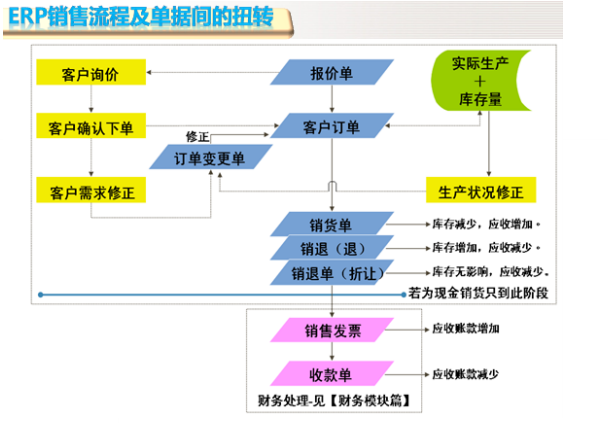 ERP销售流程及单据间的扭转
客户询价
报价单
实际生产
＋
库存量
客户确认下单
客户订单
修正
订单变更单
客户需求修正
生产状况修正
销货单
库存减少，应收增加。
销退（退）
库存增加，应收减少。
销退单（折让）
库存无影响，应收减少。
若为现金销货只到此阶段
销售发票
应收账款增加
收款单
应收账款减少
财务处理-见【财务模块篇】